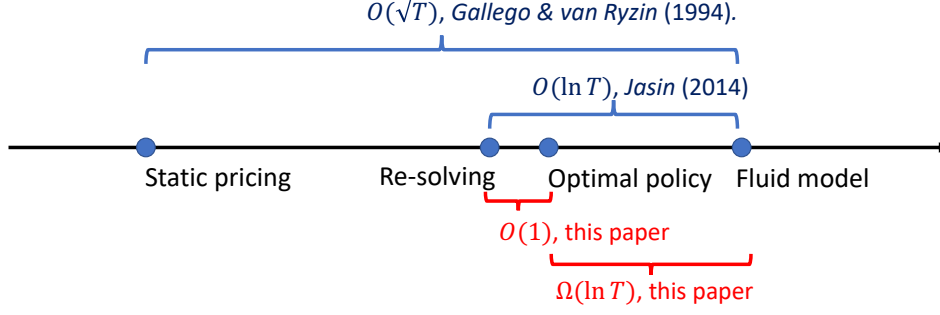 O(√T), Gallego & van Ryzin (1994).
O(ln T), Jasin (2014)
Static pricing Re-solving Optimal policy Fluid model
O(1), this paper
Ω(ln T), this paper